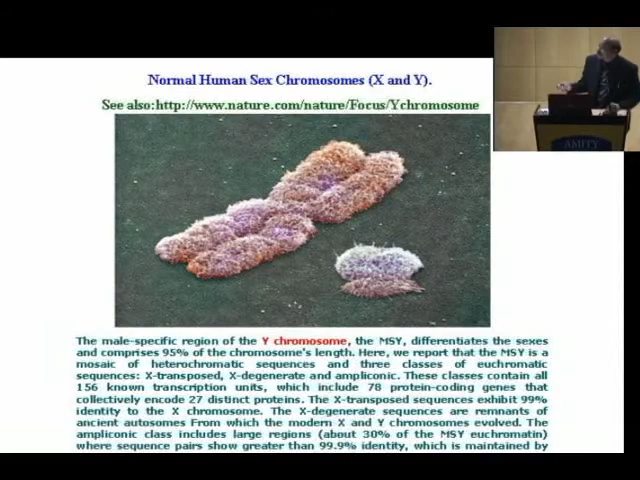 Normal Human Sex Chromosomes (X and Y).
See also:http://www.nature.com/nature/Focus/Ychromosome
AMITY
The male-specific region of the Y chromosome, the MSY, differentiates the sexes
and comprises 95% of the chromosome's length. Here, we report that the MSY is a
mosaic of heterochromatic sequences and three classes of euchromatic
sequences: X-transposed, X-degenerate and ampliconic. These classes contain all
156 known transcription units, which include 78 protein-coding genes that
collectively encode 27 distinct proteins. The X-transposed sequences exhibit 99%
identity to the X chromosome. The X-degenerate sequences are remnants of
ancient autosomes From which the modern X and Y chromosomes evolved. The
ampliconic class includes large regions (about 30% of the MSY euchromatin)
where sequence pairs show greater than 99.9% identity, which is maintained by